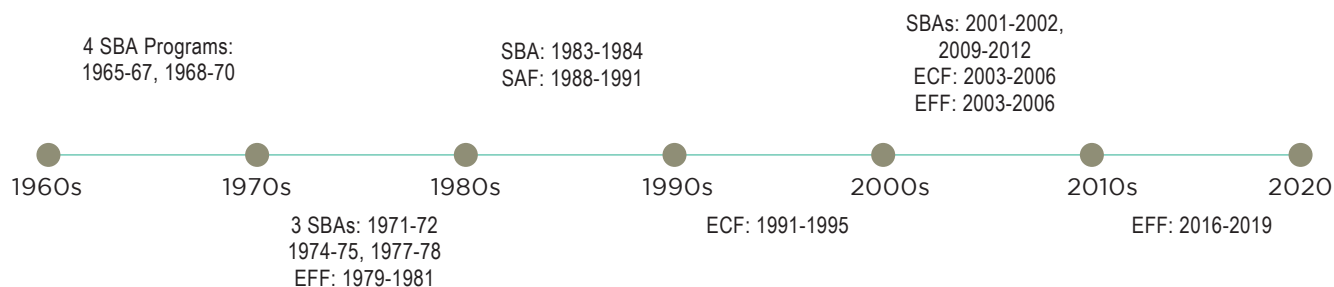 4 SBA Programs:
1965-67, 1968-70
SBA: 1983-1984
SAF: 1988-1991
SBAs: 2001-2002,
2009-2012
ECF: 2003-2006
EFF: 2003-2006
1960s
1970s
1980s
1990s
2000s
2010s
2020
3 SBAs: 1971-72
1974-75, 1977-78
EFF: 1979-1981
ECF: 1991-1995
EFF: 2016-2019